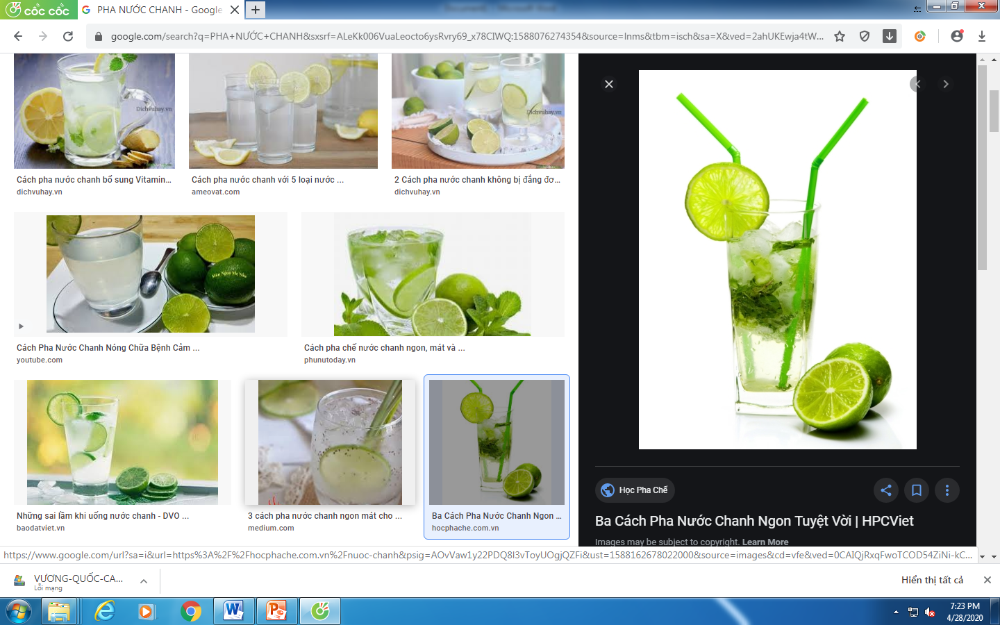 cốc cốc
PHA NƯỚC CHANH - Google
google.com/search?q=PHA+NƯỚC+CHANH&sxsrf=ALeKk006VuaLeocto6ysRvry69_x78CIWQ:1588076274354&source=lnms&tbm=isch&sa=X&ved=2ahUKEwja4tW...
Dichvuhay.vn
Dichvuhay.vn
Cách pha nước chanh bổ sung Vitamin...
dichvuhay.vn
Cách pha nước chanh với 5 loại nước ...
ameovat.com
2 Cách pha nước chanh không bị đắng đơ...
dichvuhay.vn
Món Ngon Mẹ Nấu
Cách Pha Nước Chanh Nóng Chữa Bệnh Cảm ...
youtube.com
Cách pha chế nước chanh ngon, mát và ...
phunutoday.vn
Những sai lầm khi uống nước chanh - DVO ...
baodatviet.vn
3 cách pha nước chanh ngon mát cho ...
medium.com
Ba Cách Pha Nước Chanh Ngon ...
hocphache.com.vn
Học Pha Chế
Ba Cách Pha Nước Chanh Ngon Tuyệt Vời | HPCViet
Images may be subject to copyright. Learn More
https://www.google.com/url?sa=i&url=https%3A%2F%2Fhocphache.com.vn%2Fnuoc-chanh&psig=AOvVaw1y22PDQ8I3vToyUOgjQZFi&ust=1588162678022000&source=images&cd=vfe&ved=0CAIQjRxqFwoTCOD54ZiNi-kC...
VƯƠNG-QUỐC-CA...
Lỗi mạng
Hiển thị tất cả
7:23 PM
4/28/2020